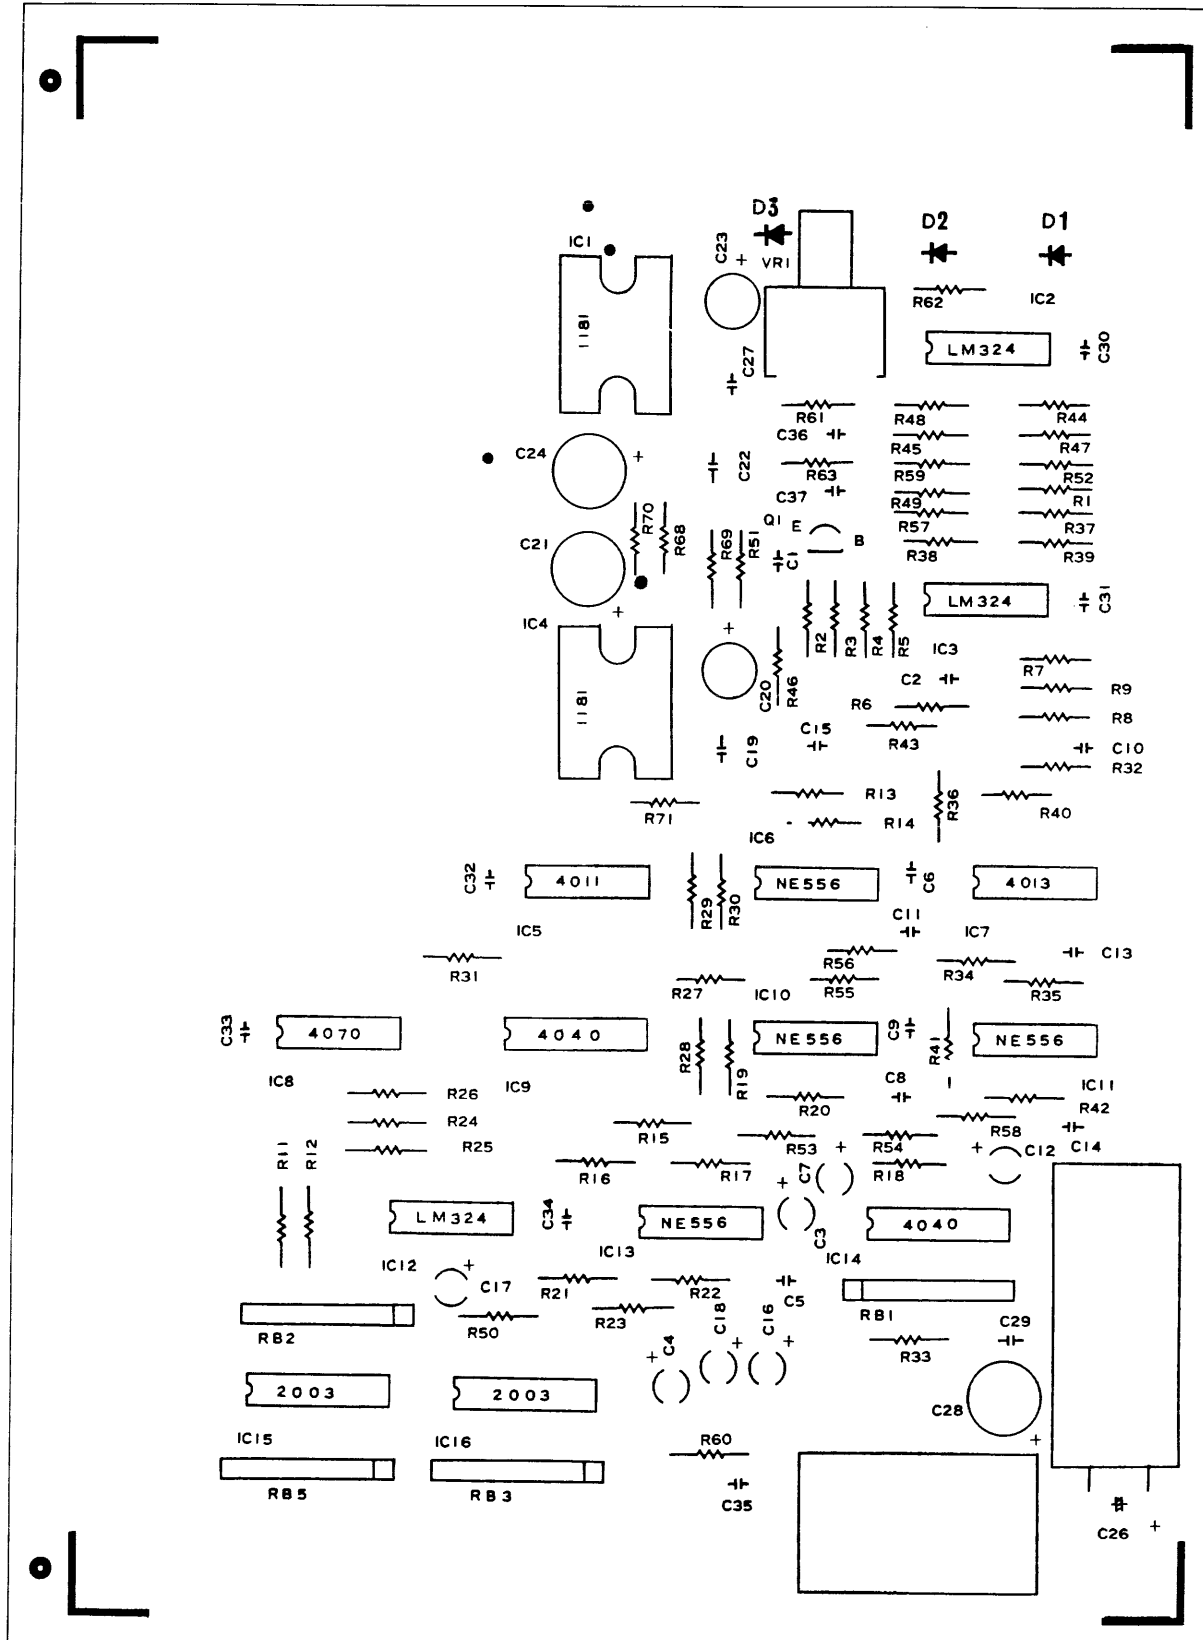 D3
D2
D1
IC1
C23
+
VR1
R62
IC2
1181
LM324
C30
C27
R61
R48
R44
C36
R45
R47
C24
+
C22
R63
R59
R52
C37
R49
R1
R70
R68
Q1
E
B
R57
R37
C21
R69
R51
C1
R38
R39
LM324
C31
IC4
+
+
R2
R3
R4
R5
IC3
R7
C20
R46
C2
R9
1181
R6
R8
C15
R43
C19
C10
R32
R13
R36
R40
R71
R14
IC6
C32
4011
R29
R30
NE556
C6
4013
C11
IC5
IC7
R56
C13
R31
R34
R27
IC10
R55
R35
C33
4070
4040
R28
R19
NE556
C9
R41
NE556
IC8
IC9
C8
IC11
R26
R20
R42
R24
R15
R58
R11
R12
R25
R53
+
R54
+
C12
C14
R16
R17
+
C7
R18
LM324
C34
NE556
C3
4040
IC13
IC14
IC12
+
C17
R21
R22
C5
RB1
RB2
R50
R23
C18
C16
C29
C4
+
+
+
R33
2003
2003
C28
IC15
IC16
R60
+
RB5
RB3
C35
C26
+